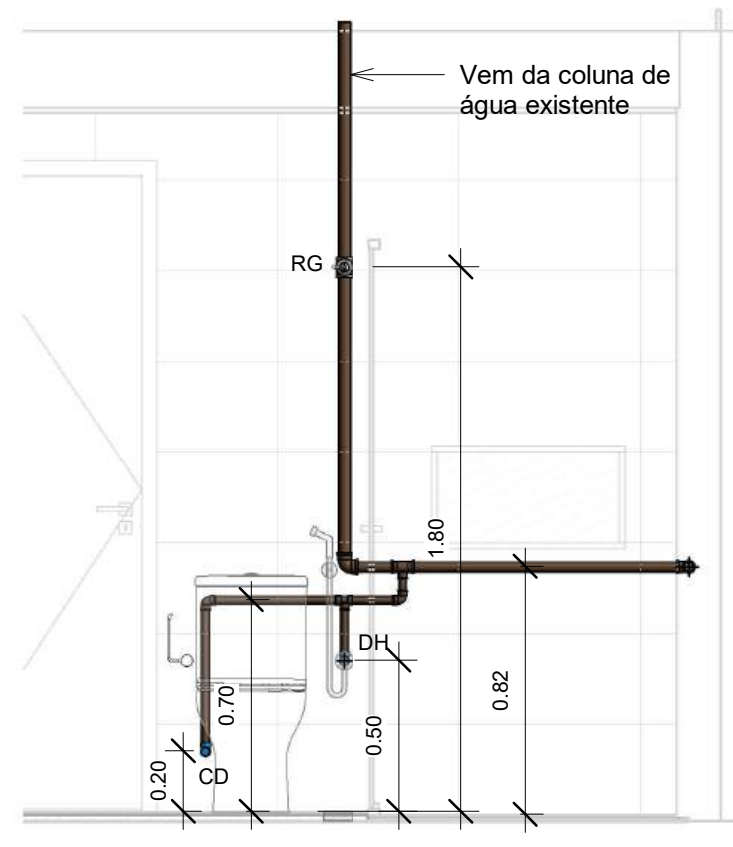 Vem da coluna de
água existente
RG
1.80
DH
0.70
0.50
0.82
0.20
CD